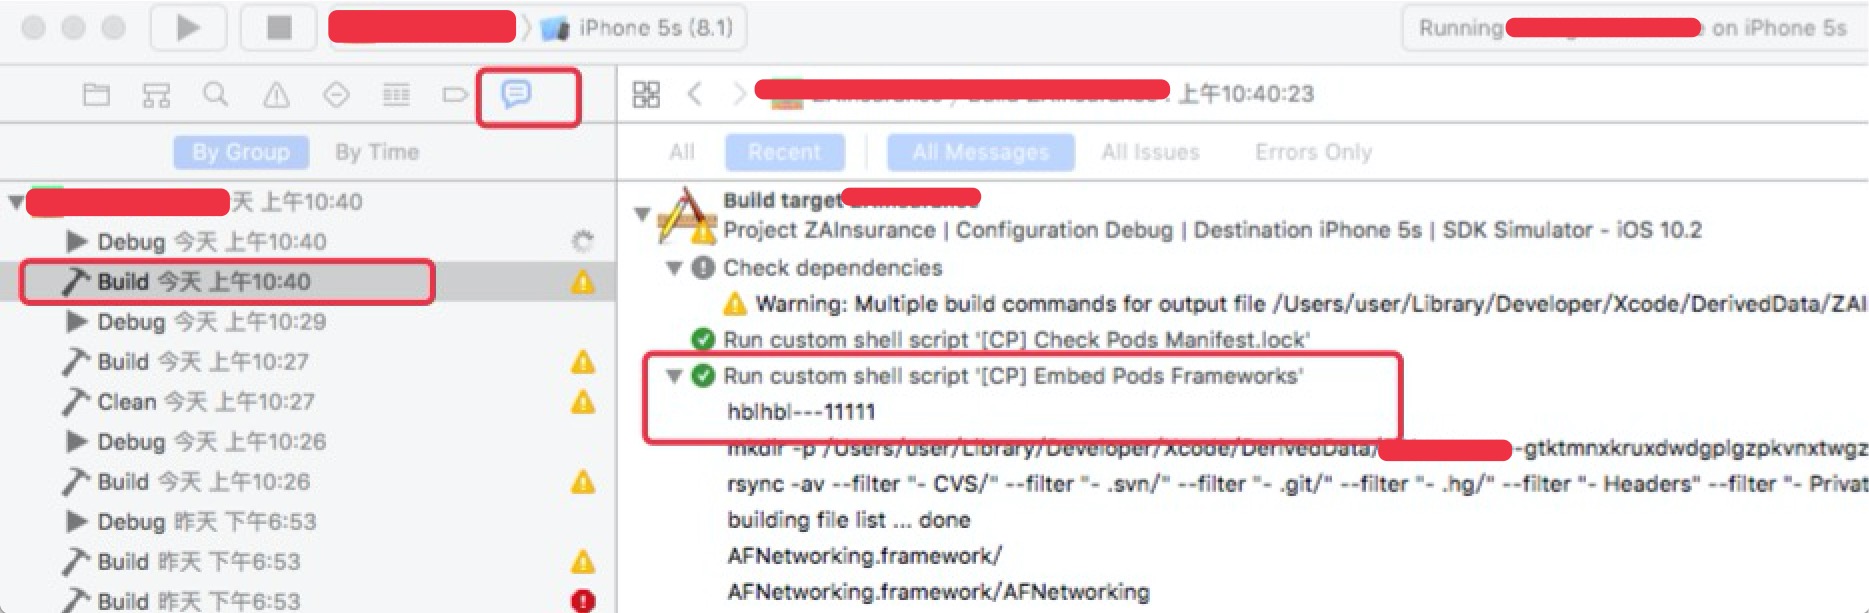 iPhone 5s (8.1)
Running on iPhone 5s
上午10:40:23
By Group By Time
All Recent All Messages All Issues Errors Only
天 上午10:40
Debug 今天 上午10:40
Build 今天 上午10:40
Debug 今天 上午10:29
Build 今天 上午10:27
Clean 今天 上午10:27
Debug 今天 上午10:26
Build 今天 上午10:26
Debug 昨天 下午6:53
Build 昨天 下午6:53
Build 昨天 下午6:53
Build target
Project ZAInsurance | Configuration Debug | Destination iPhone 5s | SDK Simulator - iOS 10.2
Check dependencies
Warning: Multiple build commands for output file /Users/user/Library/Developer/Xcode/DerivedData/ZAI
Run custom shell script '[CP] Check Pods Manifest.lock'
Run custom shell script '[CP] Embed Pods Frameworks'
hblhbl---11111
mkdir -p /Users/user/Library/Developer/Xcode/DerivedData/ -gtktmnxkruxdwdgplgzpkvnxtwgz
rsync -av --filter "- CVS/" --filter "- .svn/" --filter "- .git/" --filter "- .hg/" --filter "- Headers" --filter "- Privat
building file list ... done
AFNetworking.framework/
AFNetworking.framework/AFNetworking